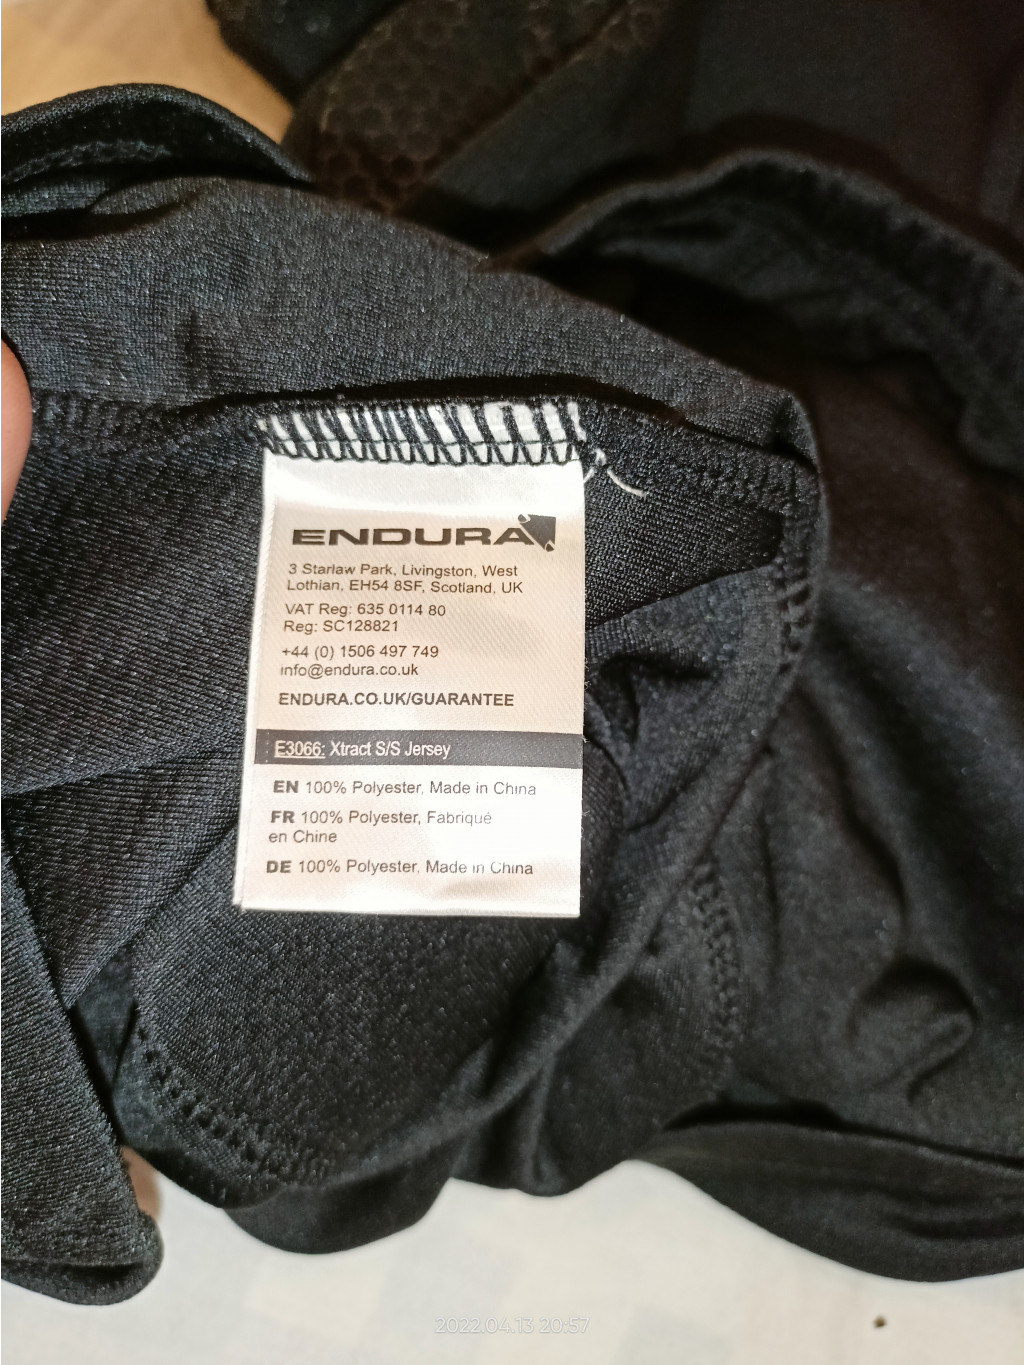 ENDURA
3 Starlaw Park, Livingston, West
Lothian, EH54 8SF, Scotland, UK
VAT Reg: 635 0114 80
Reg: SC128821
+44 (0) 1506 497 749
info@endura.co.uk
ENDURA.CO.UK/GUARANTEE
E3066: Xtract S/S Jersey
EN 100% Polyester, Made in China
FR 100% Polyester, Fabriqué
en Chine
DE 100% Polyester, Made in China
2022.04.13 20:57